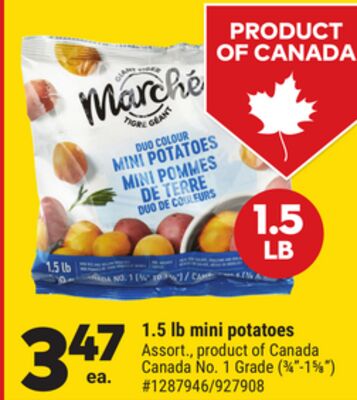 PRODUCT
OF CANADA
GIANT TIGER
Marché
TIGRE GÉANT
DUO COLOUR
MINI POTATOES
MINI POMMES
DE TERRE
DUO DE COULEURS
1.5
LB
1.5 lb
3 47
ea.
1.5 lb mini potatoes
Assort., product of Canada
Canada No. 1 Grade (¾"-1⅝")
#1287946/927908